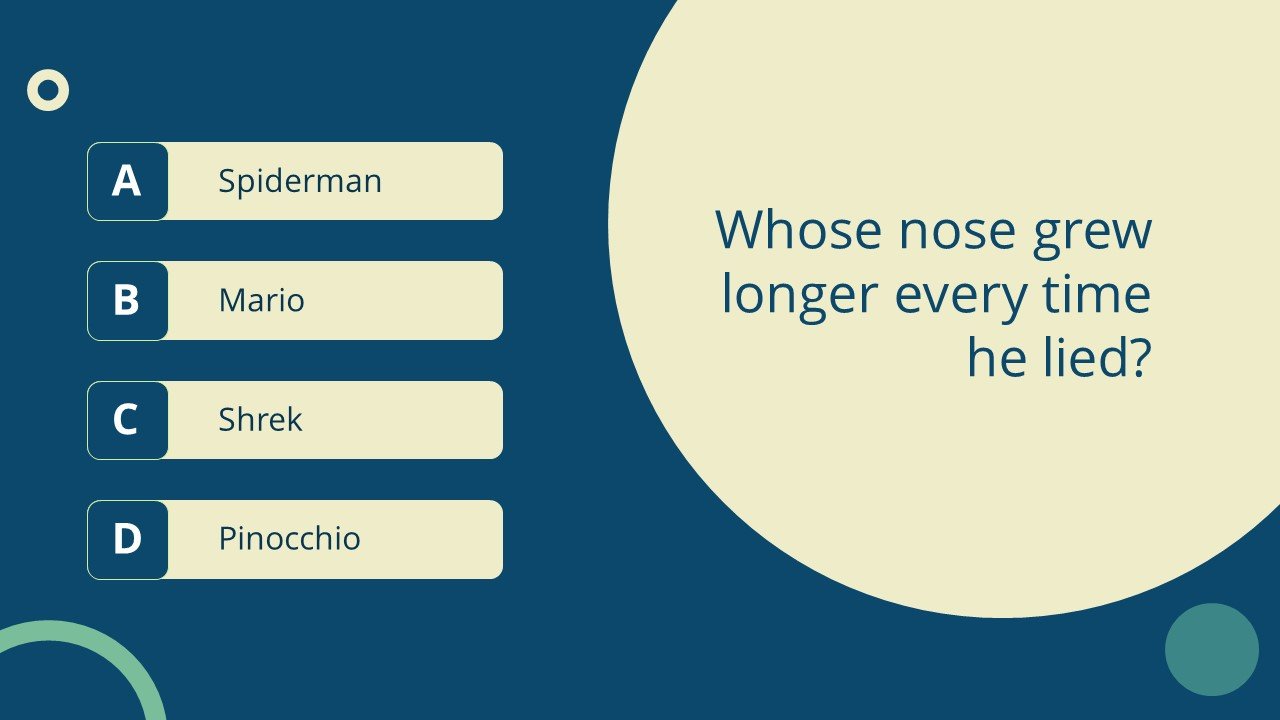 A Spiderman
B Mario
C Shrek
D Pinocchio
Whose nose grew
longer every time
he lied?